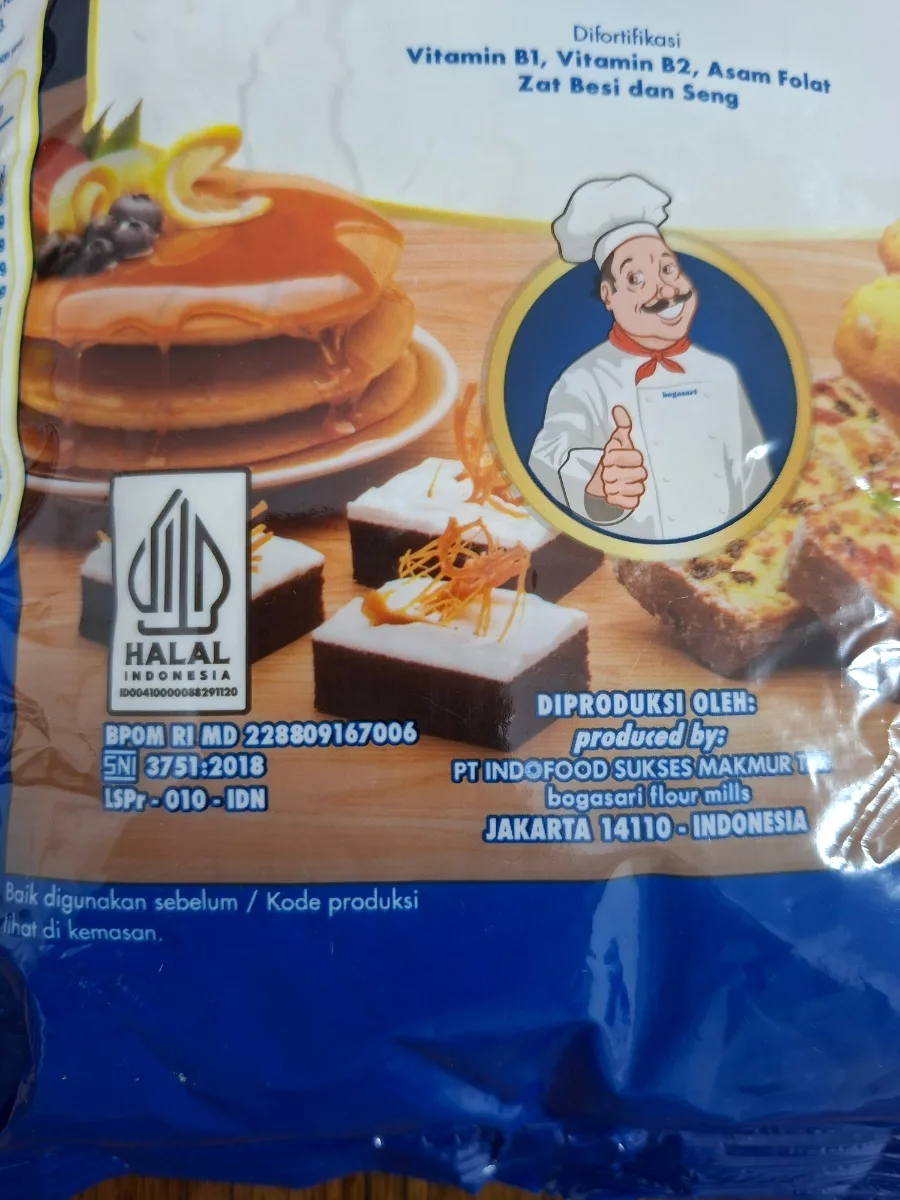 Difortifikasi
Vitamin B1, Vitamin B2, Asam Folat
Zat Besi dan Seng
bogasari
HALAL
INDONESIA
ID00410000088291120
BPOM RI MD 228809167006
SNI 3751:2018
LSPr - 010 - IDN
DIPRODUKSI OLEH:
produced by:
PT INDOFOOD SUKSES MAKMUR
bogasari flour mills
JAKARTA 14110 - INDONESIA
Baik digunakan sebelum / Kode produksi
lihat di kemasan.